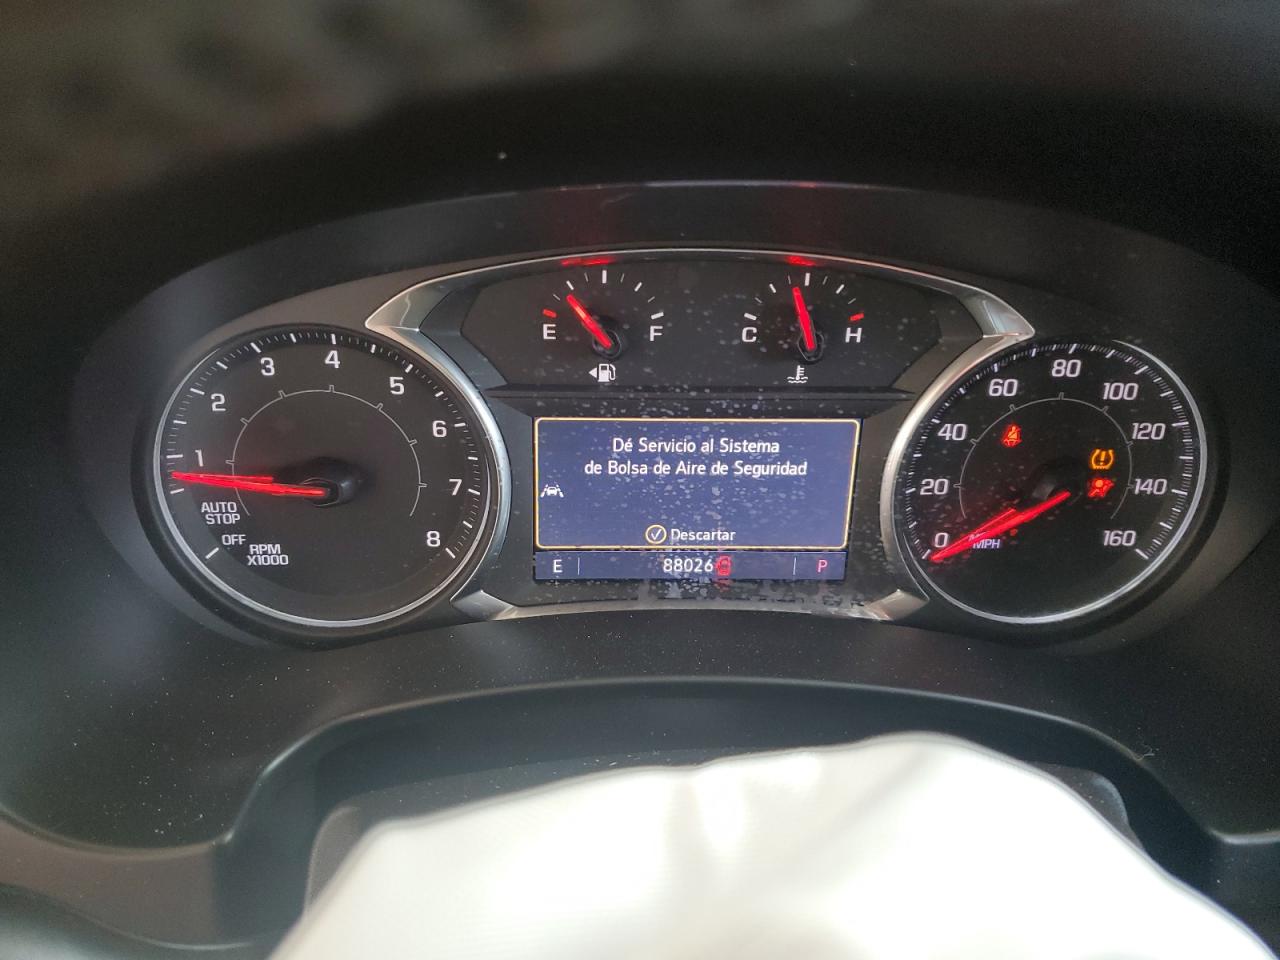 E F
C H
1
2
3
4
5
6
7
8
AUTO
STOP
OFF
RPM
X1000
Dé Servicio al Sistema
de Bolsa de Aire de Seguridad
Descartar
E 88026 P
0
20
40
60
80
100
120
140
160
MPH